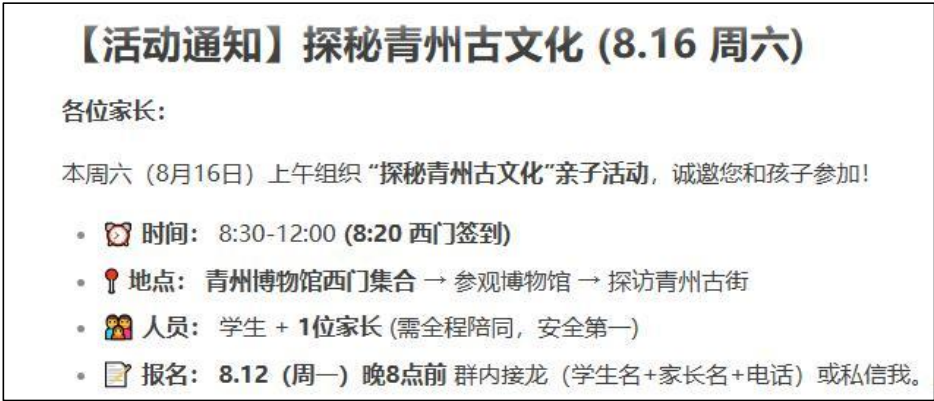 【活动通知】探秘青州古文化 (8.16 周六)
各位家长：
本周六（8月16日）上午组织 “探秘青州古文化”亲子活动，诚邀您和孩子参加！
• ⏰ 时间： 8:30-12:00 (8:20 西门签到)
• 📍 地点： 青州博物馆西门集合 → 参观博物馆 → 探访青州古街
• 👨‍👩‍👧 人员： 学生 + 1位家长 (需全程陪同，安全第一)
• 📝 报名： 8.12（周一）晚8点前 群内接龙（学生名+家长名+电话）或私信我。